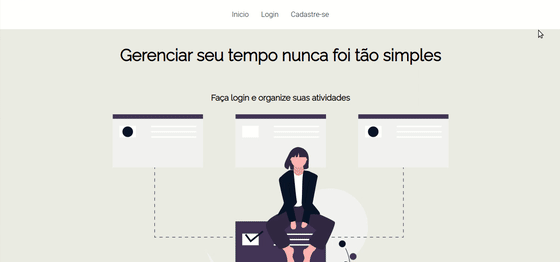 Inicio Login Cadastre-se
Gerenciar seu tempo nunca foi tão simples
Faça login e organize suas atividades